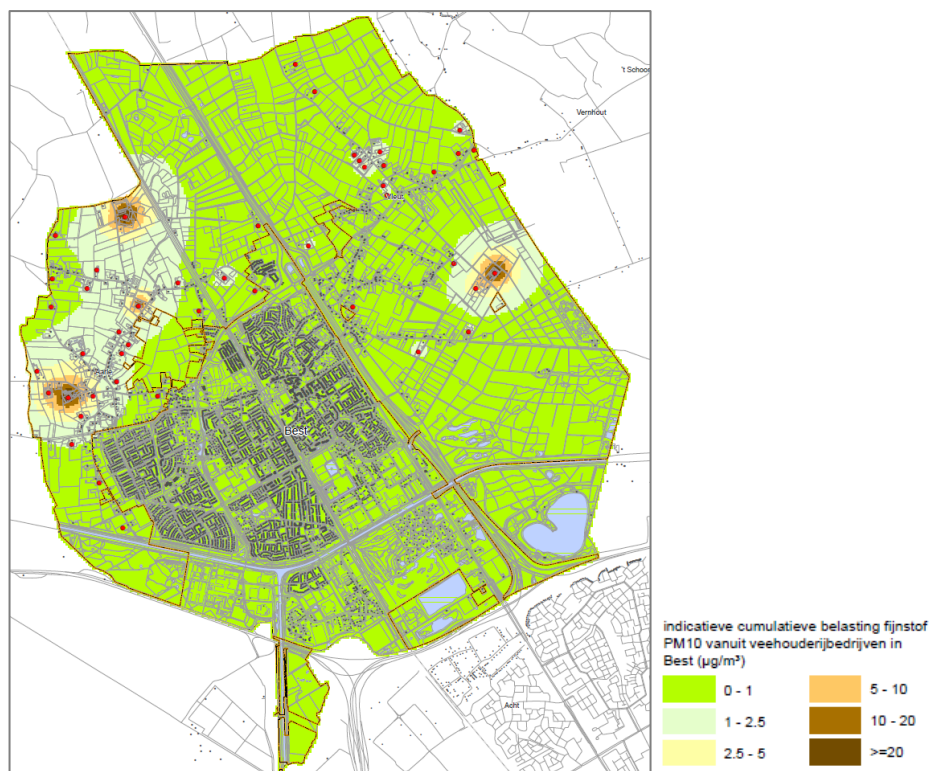 't Schoor
Vernhout
Best
Acht
indicatieve cumulatieve belasting fijnstof
PM10 vanuit veehouderijbedrijven in
Best (µg/m³)
0 - 1
5 - 10
1 - 2.5
10 - 20
2.5 - 5
>=20